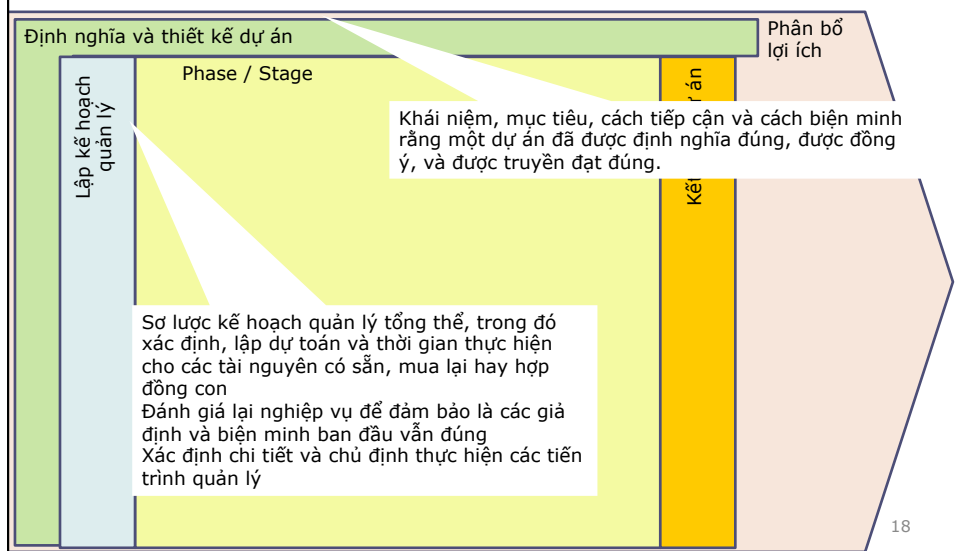 Định nghĩa và thiết kế dự án
Phân bổ
lợi ích
Lập kế hoạch
quản lý
Phase / Stage
Khái niệm, mục tiêu, cách tiếp cận và cách biện minh
rằng một dự án đã được định nghĩa đúng, được đồng
ý, và được truyền đạt đúng.
Kết
án
Sơ lược kế hoạch quản lý tổng thể, trong đó
xác định, lập dự toán và thời gian thực hiện
cho các tài nguyên có sẵn, mua lại hay hợp
đồng con
Đánh giá lại nghiệp vụ để đảm bảo là các giả
định và biện minh ban đầu vẫn đúng
Xác định chi tiết và chủ định thực hiện các tiến
trình quản lý
18